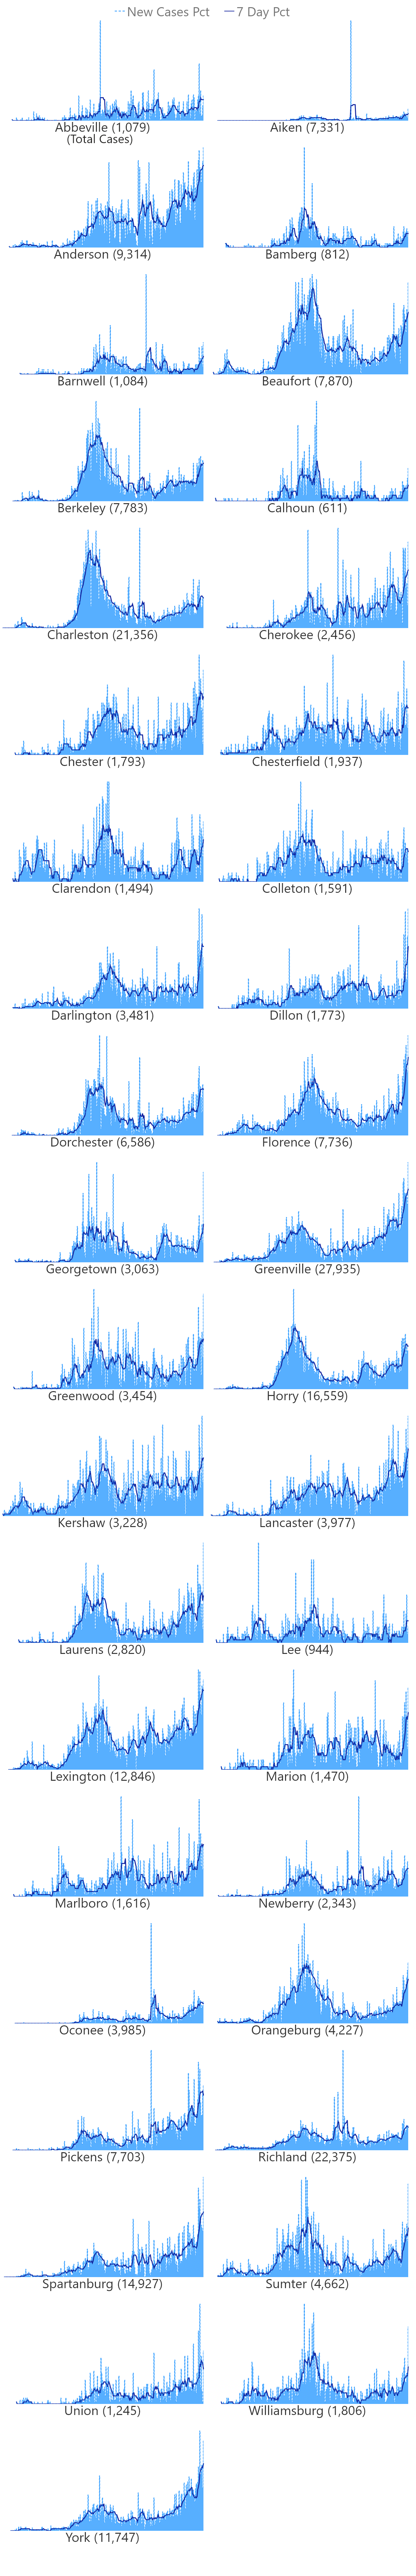 New Cases Pct 7 Day Pct
Abbeville (1,079) Aiken (7,331)
(Total Cases)
Anderson (9,314) Bamberg (812)
Barnwell (1,084) Beaufort (7,870)
Berkeley (7,783) Calhoun (611)
Charleston (21,356) Cherokee (2,456)
Chester (1,793) Chesterfield (1,937)
Clarendon (1,494) Colleton (1,591)
Darlington (3,481) Dillon (1,773)
Dorchester (6,586) Florence (7,736)
Georgetown (3,063) Greenville (27,935)
Greenwood (3,454) Horry (16,559)
Kershaw (3,228) Lancaster (3,977)
Laurens (2,820) Lee (944)
Lexington (12,846) Marion (1,470)
Marlboro (1,616) Newberry (2,343)
Oconee (3,985) Orangeburg (4,227)
Pickens (7,703) Richland (22,375)
Spartanburg (14,927) Sumter (4,662)
Union (1,245) Williamsburg (1,806)
York (11,747)